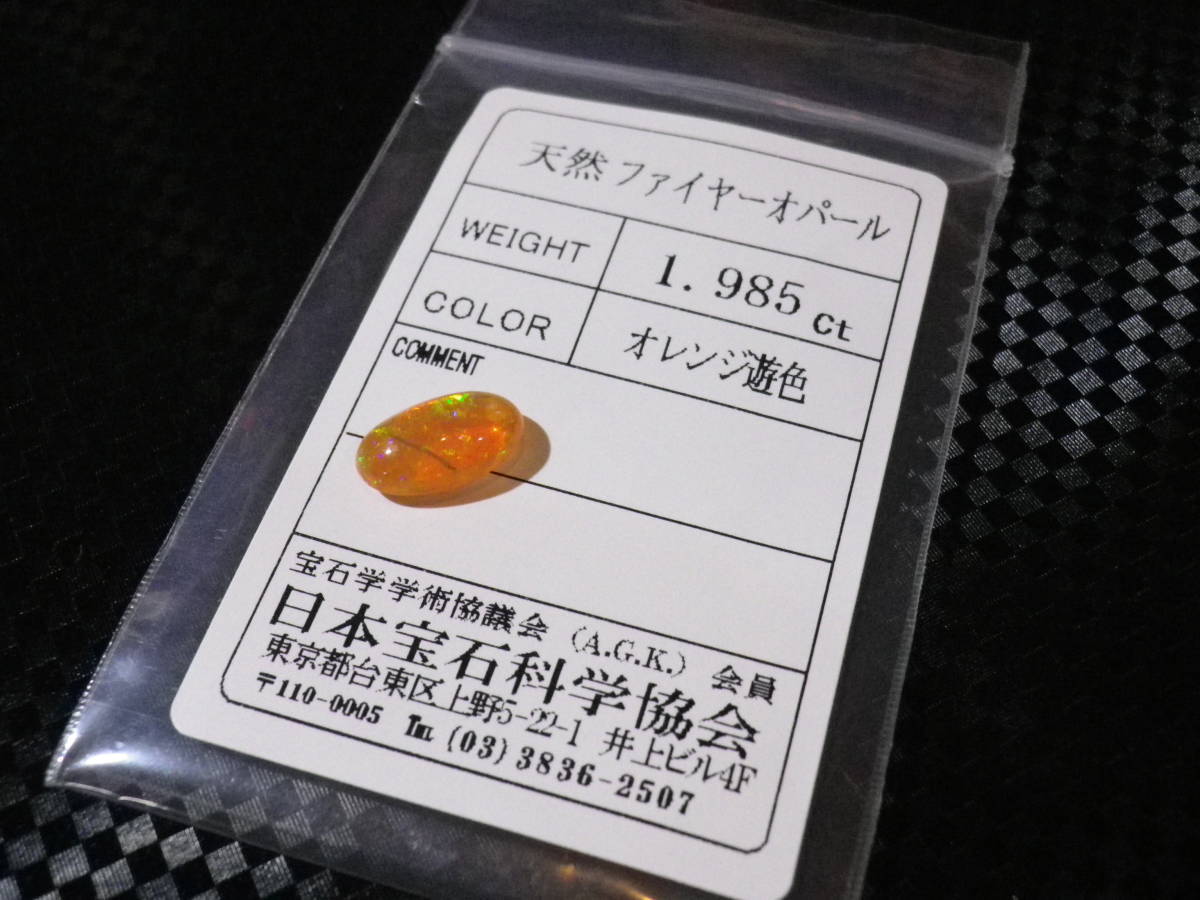 天然 ファイヤーオパール
WEIGHT 1.985 ct
COLOR オレンジ遊色
COMMENT
宝石学学術協議会 (A.G.K.) 会員
日本宝石科学協会
東京都台東区上野5-22-1 井上ビル4F
〒110-0005 ℡ (03) 3836-2507